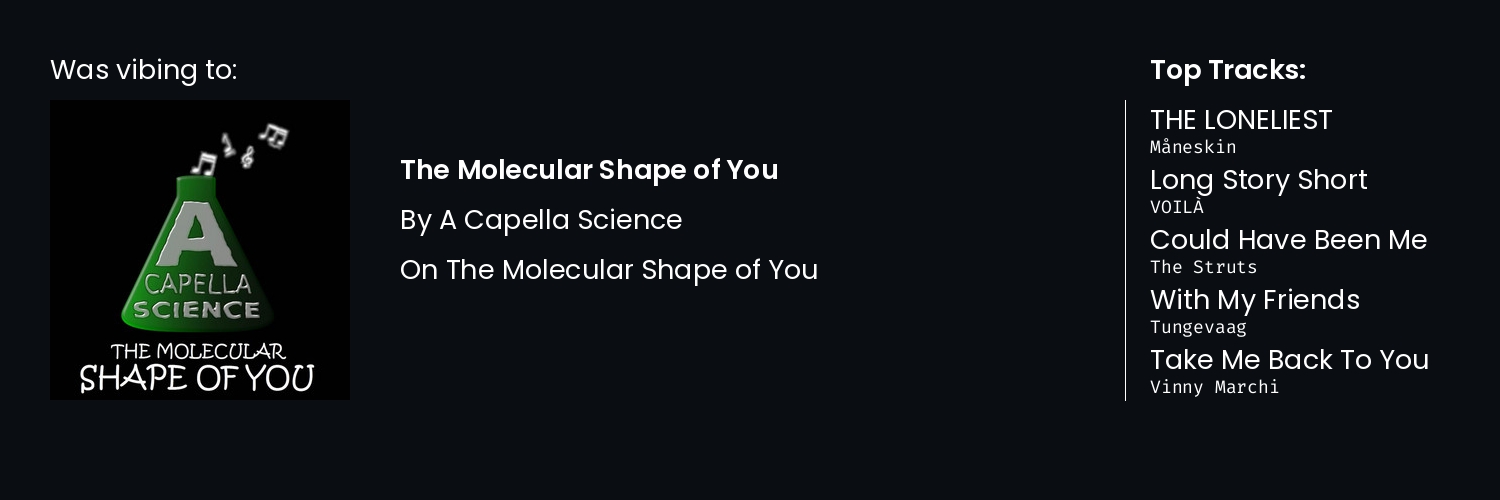 Was vibing to:
A
CAPELLA
SCIENCE
THE MOLECULAR
SHAPE OF YOU
The Molecular Shape of You
By A Capella Science
On The Molecular Shape of You
Top Tracks:
THE LONELIEST
Måneskin
Long Story Short
VOILÀ
Could Have Been Me
The Struts
With My Friends
Tungevaag
Take Me Back To You
Vinny Marchi